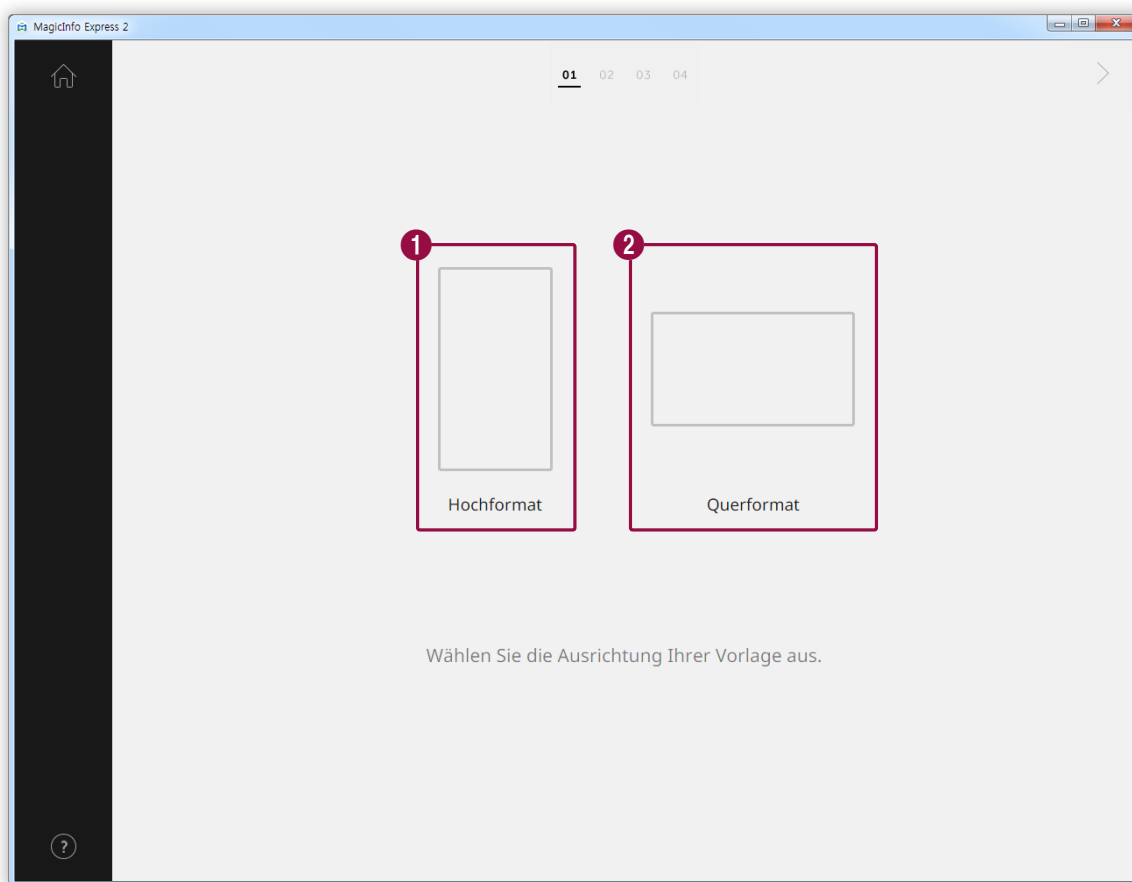 MagicInfo Express 2
01 02 03 04
1
2
Hochformat
Querformat
Wählen Sie die Ausrichtung Ihrer Vorlage aus.
?